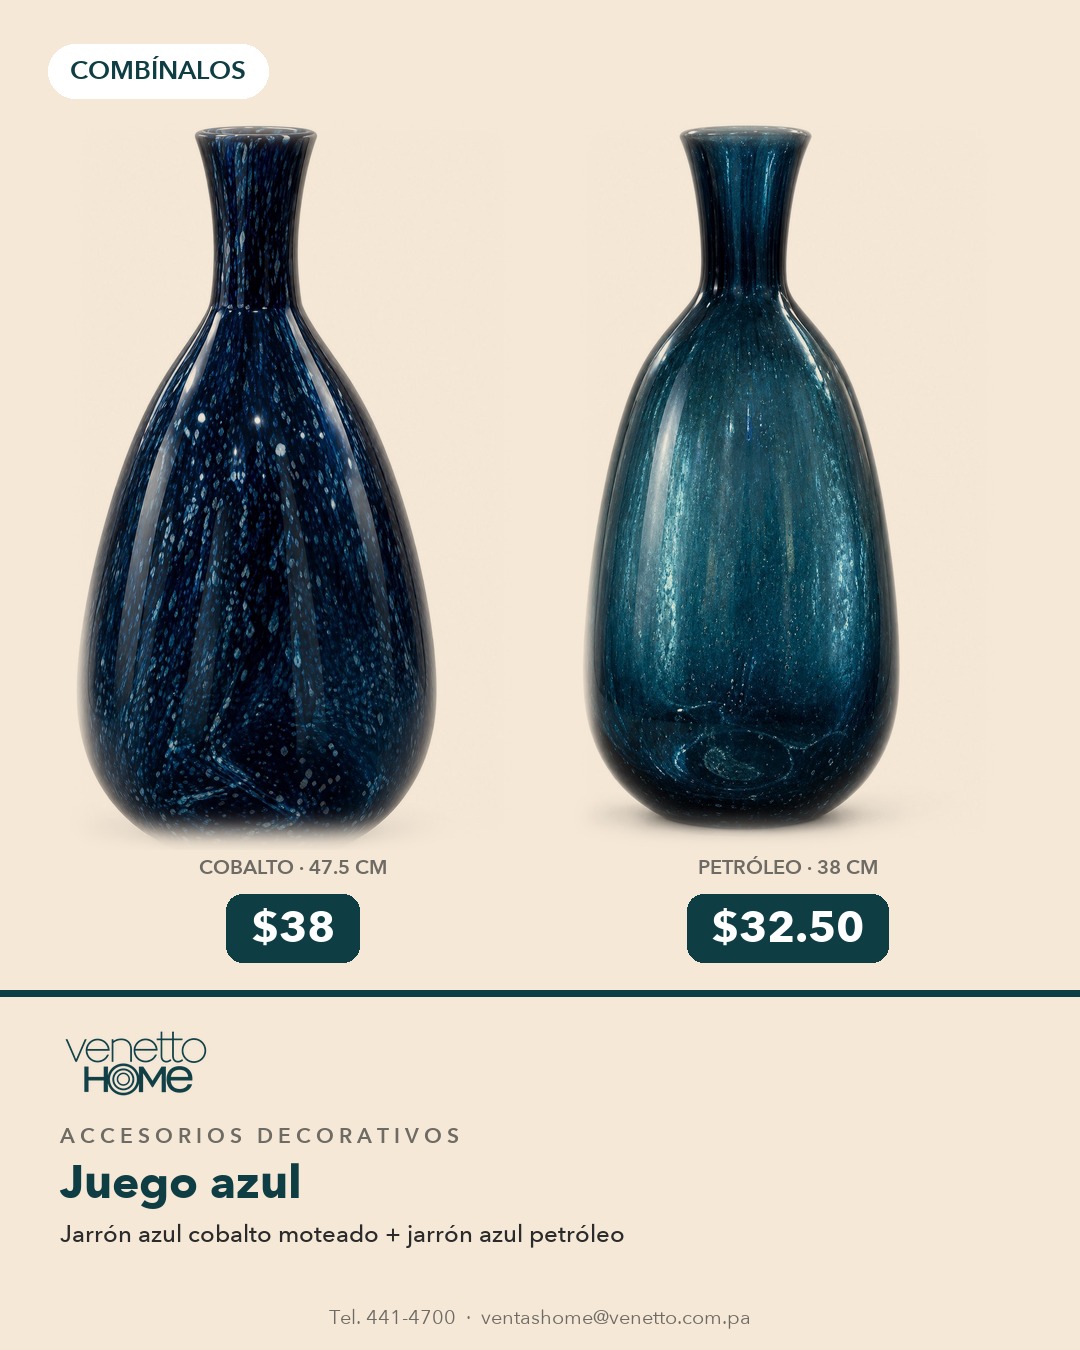 COMBÍNALOS
COBALTO · 47.5 CM
$38
PETRÓLEO · 38 CM
$32.50
venetto
HOME
ACCESORIOS DECORATIVOS
Juego azul
Jarrón azul cobalto moteado + jarrón azul petróleo
Tel. 441-4700 · ventashome@venetto.com.pa